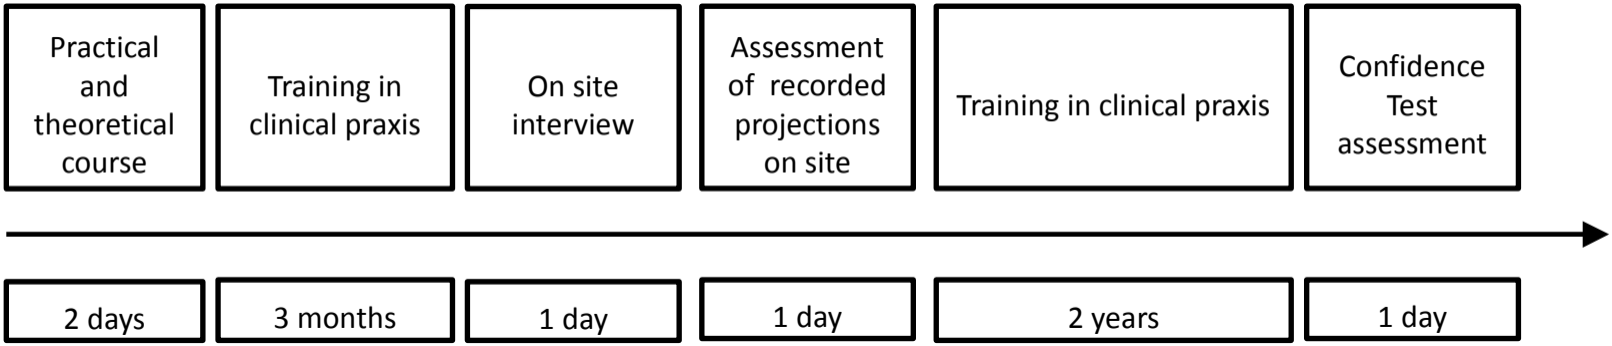 Practical
and
theoretical
course
Training in
clinical praxis
On site
interview
Assessment
of recorded
projections
on site
Training in clinical praxis
Confidence
Test
assessment
2 days
3 months
1 day
1 day
2 years
1 day